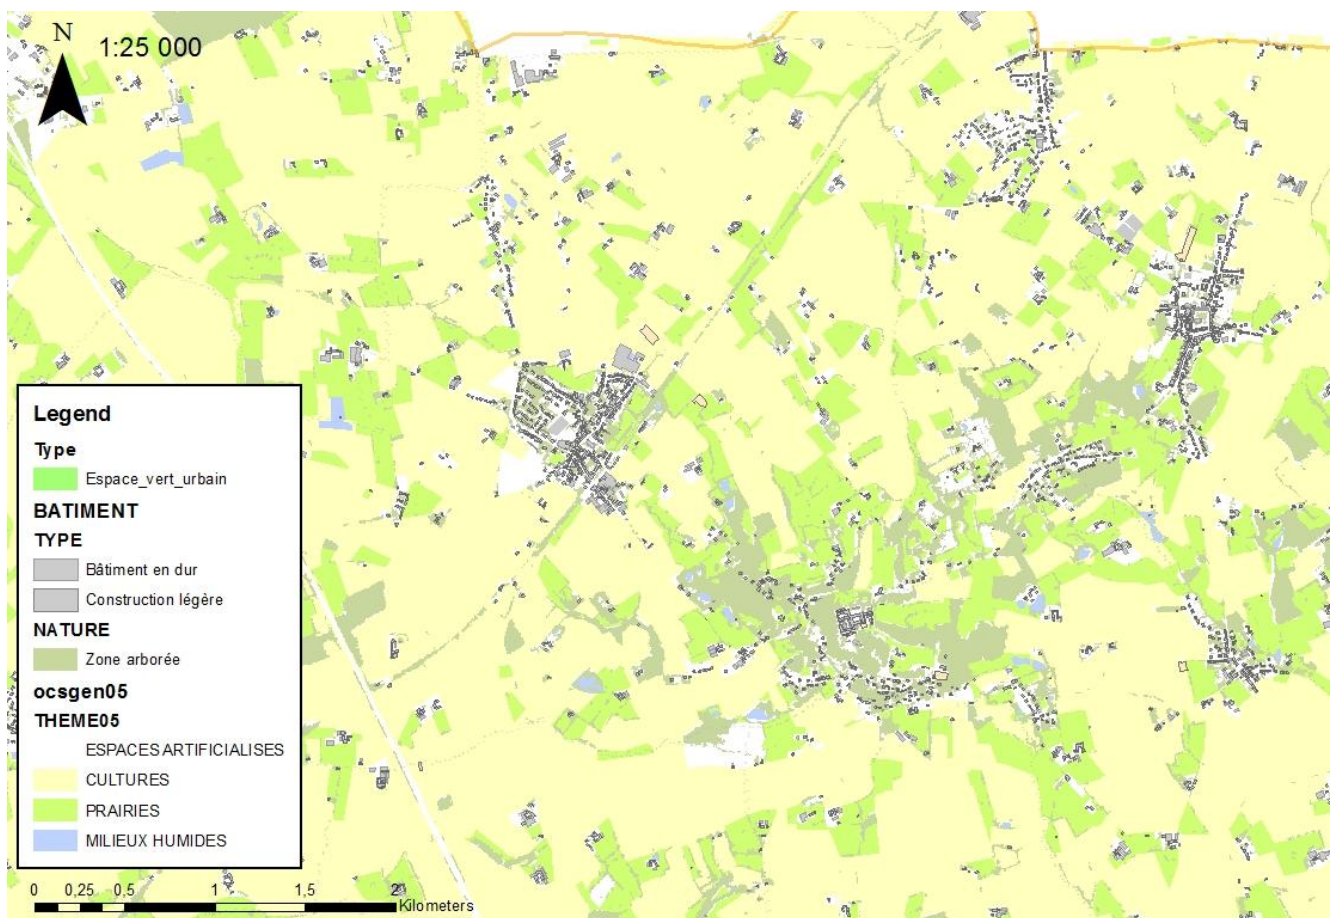 N
1:25 000
Legend
Type
Espace_vert_urbain
BATIMENT
TYPE
Bâtiment en dur
Construction légère
NATURE
Zone arborée
ocsgen05
THEME05
ESPACES ARTIFICIALISES
CULTURES
PRAIRIES
MILIEUX HUMIDES
0 0,25 0,5 1 1,5 2
Kilometers